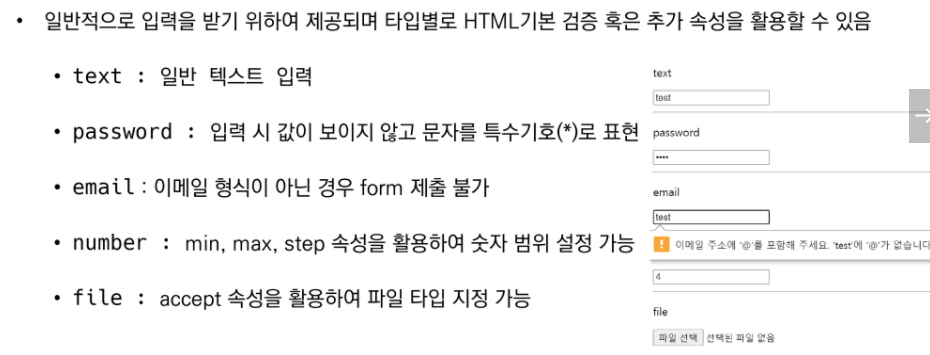 • 일반적으로 입력을 받기 위하여 제공되며 타입별로 HTML기본 검증 혹은 추가 속성을 활용할 수 있음
• text : 일반 텍스트 입력
• password : 입력 시 값이 보이지 않고 문자를 특수기호(*)로 표현
• email : 이메일 형식이 아닌 경우 form 제출 불가
• number : min, max, step 속성을 활용하여 숫자 범위 설정 가능
• file : accept 속성을 활용하여 파일 타입 지정 가능
text
test
password
••••
email
test
! 이메일 주소에 '@'를 포함해 주세요. 'test'에 '@'가 없습니다
4
file
파일 선택 선택된 파일 없음